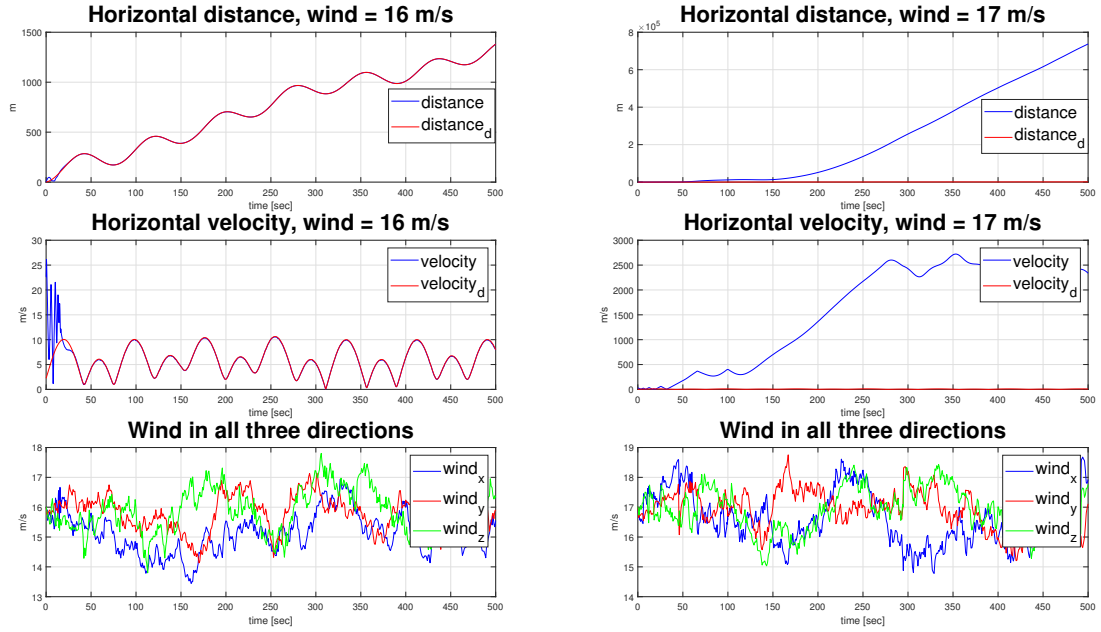 Horizontal distance, wind = 16 m/s
1500
1000
500
0
m
distance
distance_d
0 50 100 150 200 250 300 350 400 450 500
time [sec]
Horizontal velocity, wind = 16 m/s
30
25
20
15
10
5
0
m/s
velocity
velocity_d
0 50 100 150 200 250 300 350 400 450 500
time [sec]
Wind in all three directions
18
17
16
15
14
13
m/s
wind_x
wind_y
wind_z
0 50 100 150 200 250 300 350 400 450 500
time [sec]
Horizontal distance, wind = 17 m/s
×10^5
8
6
4
2
0
m
distance
distance_d
0 50 100 150 200 250 300 350 400 450 500
time [sec]
Horizontal velocity, wind = 17 m/s
3000
2500
2000
1500
1000
500
0
m/s
velocity
velocity_d
0 50 100 150 200 250 300 350 400 450 500
time [sec]
Wind in all three directions
19
18
17
16
15
14
m/s
wind_x
wind_y
wind_z
0 50 100 150 200 250 300 350 400 450 500
time [sec]